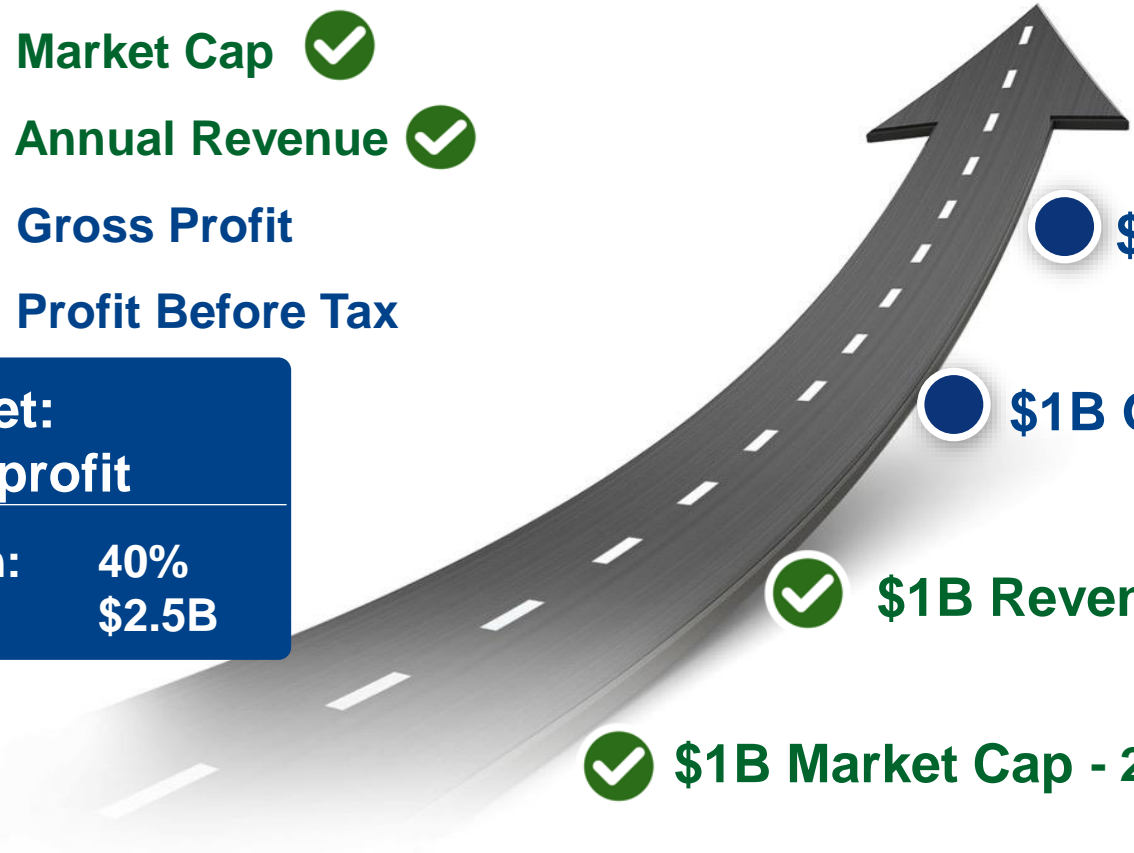 Market Cap
Annual Revenue
Gross Profit
Profit Before Tax
et:
profit
n: 40%
$2.5B
$
$1B
$1B Reven
$1B Market Cap - 2